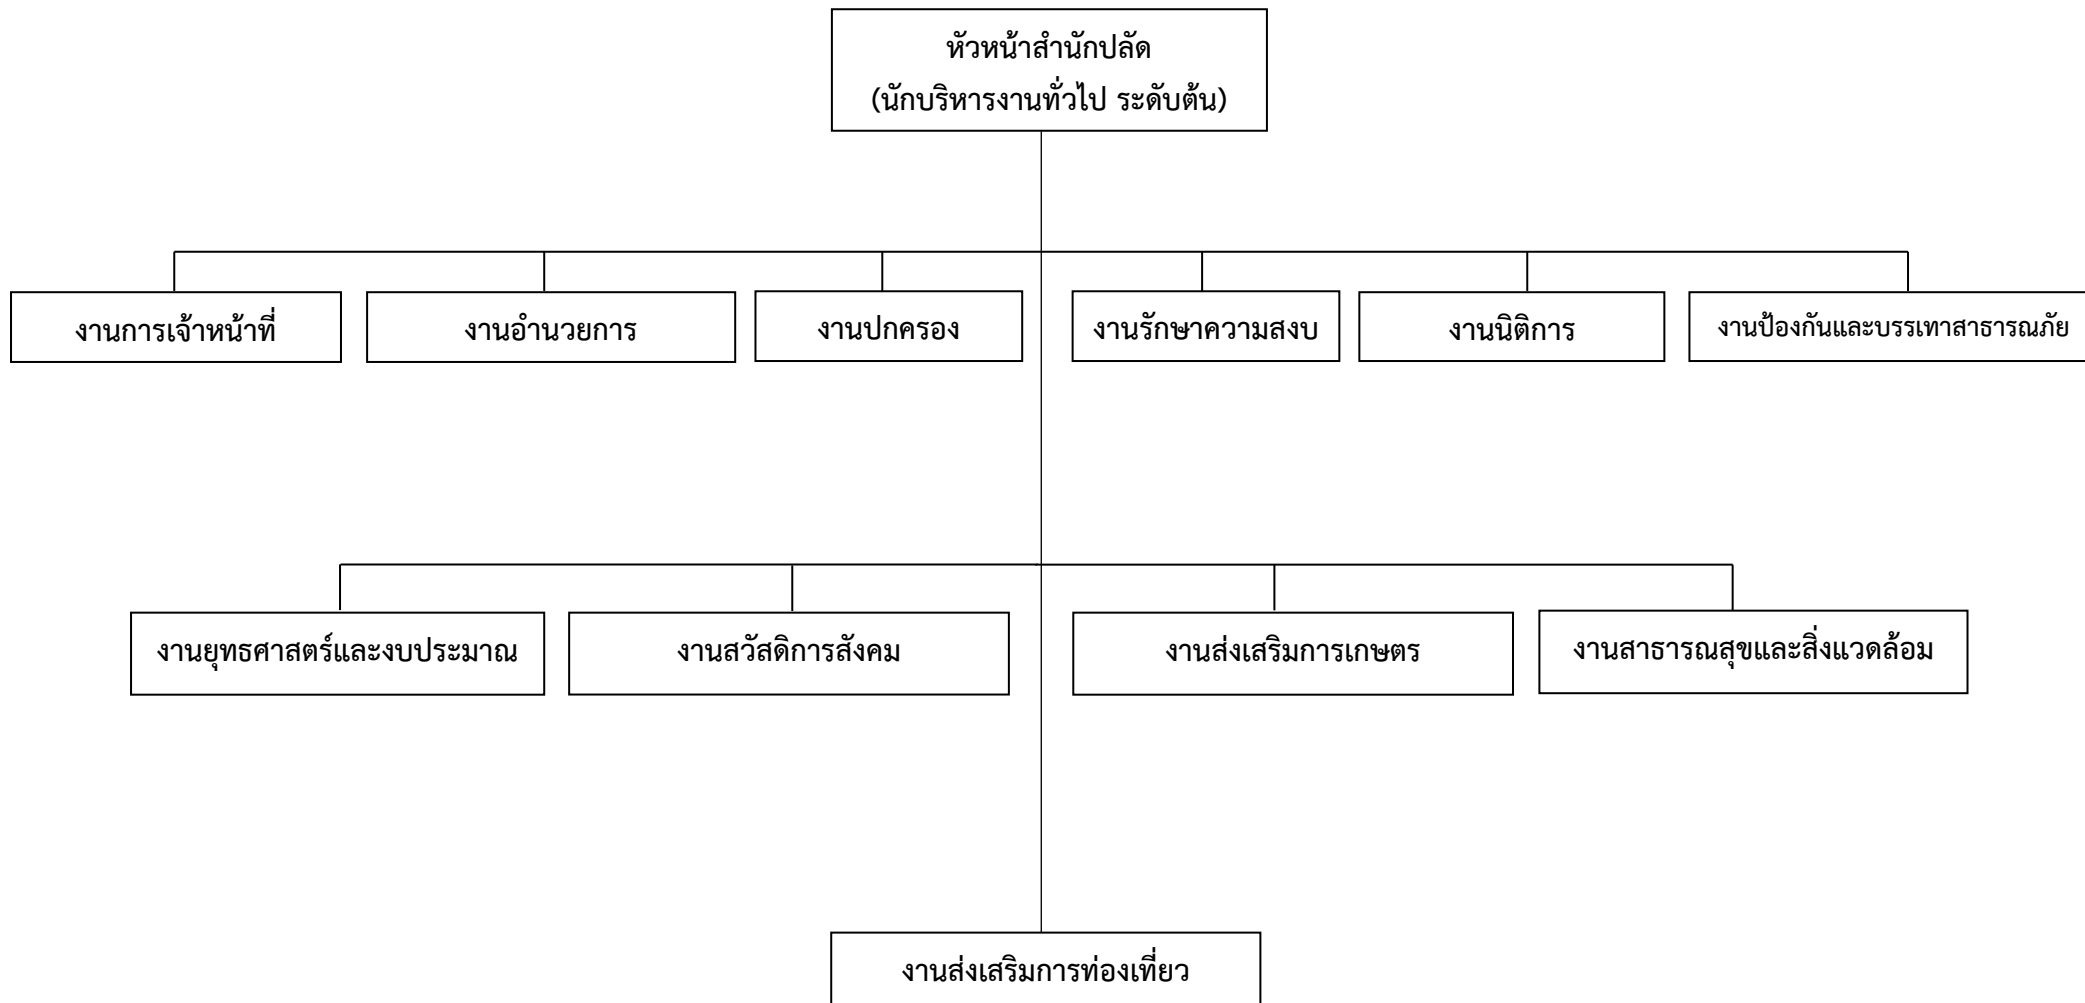 หัวหน้าสำนักปลัด
(นักบริหารงานทั่วไป ระดับต้น)
งานการเจ้าหน้าที่
งานอำนวยการ
งานปกครอง
งานรักษาความสงบ
งานนิติการ
งานป้องกันและบรรเทาสาธารณภัย
งานยุทธศาสตร์และงบประมาณ
งานสวัสดิการสังคม
งานส่งเสริมการเกษตร
งานสาธารณสุขและสิ่งแวดล้อม
งานส่งเสริมการท่องเที่ยว